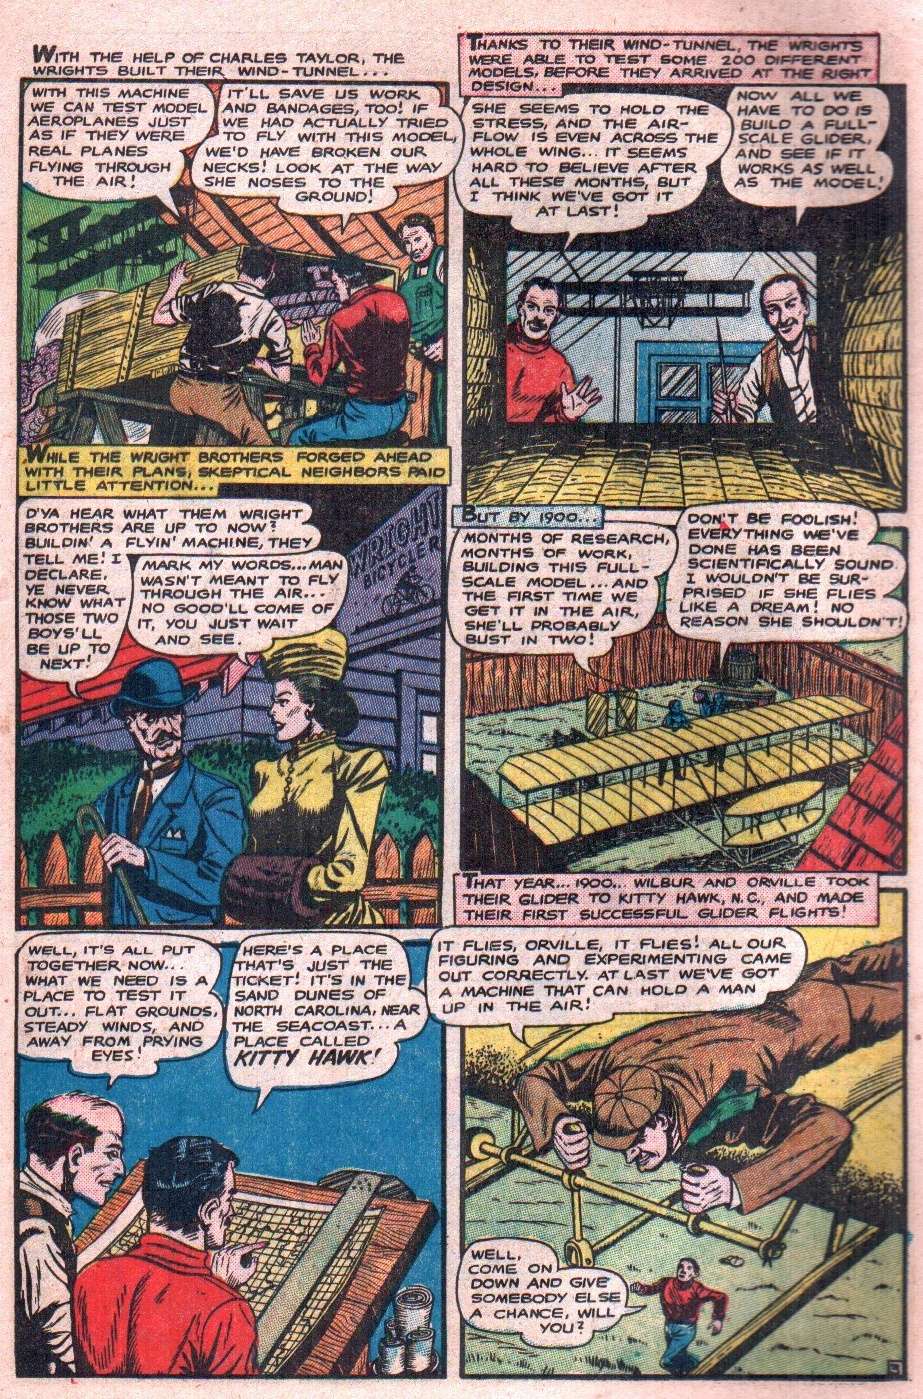 WITH THE HELP OF CHARLES TAYLOR, THE
WRIGHTS BUILT THEIR WIND-TUNNEL...
WITH THIS MACHINE
WE CAN TEST MODEL
AEROPLANES JUST
AS IF THEY WERE
REAL PLANES
FLYING THROUGH
THE AIR!
IT'LL SAVE US WORK
AND BANDAGES, TOO! IF
WE HAD ACTUALLY TRIED
TO FLY WITH THIS MODEL,
WE'D HAVE BROKEN OUR
NECKS! LOOK AT THE WAY
SHE NOSES TO THE
GROUND!
THANKS TO THEIR WIND-TUNNEL, THE WRIGHTS
WERE ABLE TO TEST SOME 200 DIFFERENT
MODELS, BEFORE THEY ARRIVED AT THE RIGHT
DESIGN...
SHE SEEMS TO HOLD THE
STRESS, AND THE AIR-
FLOW IS EVEN ACROSS THE
WHOLE WING... IT SEEMS
HARD TO BELIEVE AFTER
ALL THESE MONTHS, BUT
I THINK WE'VE GOT IT
AT LAST!
NOW ALL WE
HAVE TO DO IS
BUILD A FULL-
SCALE GLIDER,
AND SEE IF IT
WORKS AS WELL
AS THE MODEL!
WHILE THE WRIGHT BROTHERS FORGED AHEAD
WITH THEIR PLANS, SKEPTICAL NEIGHBORS PAID
LITTLE ATTENTION...
D'YA HEAR WHAT THEM WRIGHT
BROTHERS ARE UP TO NOW?
BUILDIN' A FLYIN' MACHINE, THEY
TELL ME! I
DECLARE,
YE NEVER
KNOW WHAT
THOSE TWO
BOYS'LL
BE UP TO
NEXT!
MARK MY WORDS...MAN
WASN'T MEANT TO FLY
THROUGH THE AIR...
NO GOOD'LL COME OF
IT, YOU JUST WAIT
AND SEE.
WRIGHT
BICYCLE
BUT BY 1900...
MONTHS OF RESEARCH,
MONTHS OF WORK,
BUILDING THIS FULL-
SCALE MODEL...AND
THE FIRST TIME WE
GET IT IN THE AIR,
SHE'LL PROBABLY
BUST IN TWO!
DON'T BE FOOLISH!
EVERYTHING WE'VE
DONE HAS BEEN
SCIENTIFICALLY SOUND.
I WOULDN'T BE SUR-
PRISED IF SHE FLIES
LIKE A DREAM! NO
REASON SHE SHOULDN'T!
WELL, IT'S ALL PUT
TOGETHER NOW...
WHAT WE NEED IS A
PLACE TO TEST IT
OUT... FLAT GROUNDS,
STEADY WINDS, AND
AWAY FROM PRYING
EYES!
HERE'S A PLACE
THAT'S JUST THE
TICKET! IT'S IN THE
SAND DUNES OF
NORTH CAROLINA, NEAR
THE SEACOAST...A
PLACE CALLED
KITTY HAWK!
THAT YEAR...1900... WILBUR AND ORVILLE TOOK
THEIR GLIDER TO KITTY HAWK, N.C., AND MADE
THEIR FIRST SUCCESSFUL GLIDER FLIGHTS!
IT FLIES, ORVILLE, IT FLIES! ALL OUR
FIGURING AND EXPERIMENTING CAME
OUT CORRECTLY. AT LAST WE'VE GOT
A MACHINE THAT CAN HOLD A MAN
UP IN THE AIR!
WELL,
COME ON
DOWN AND GIVE
SOMEBODY ELSE
A CHANCE, WILL
YOU?
3